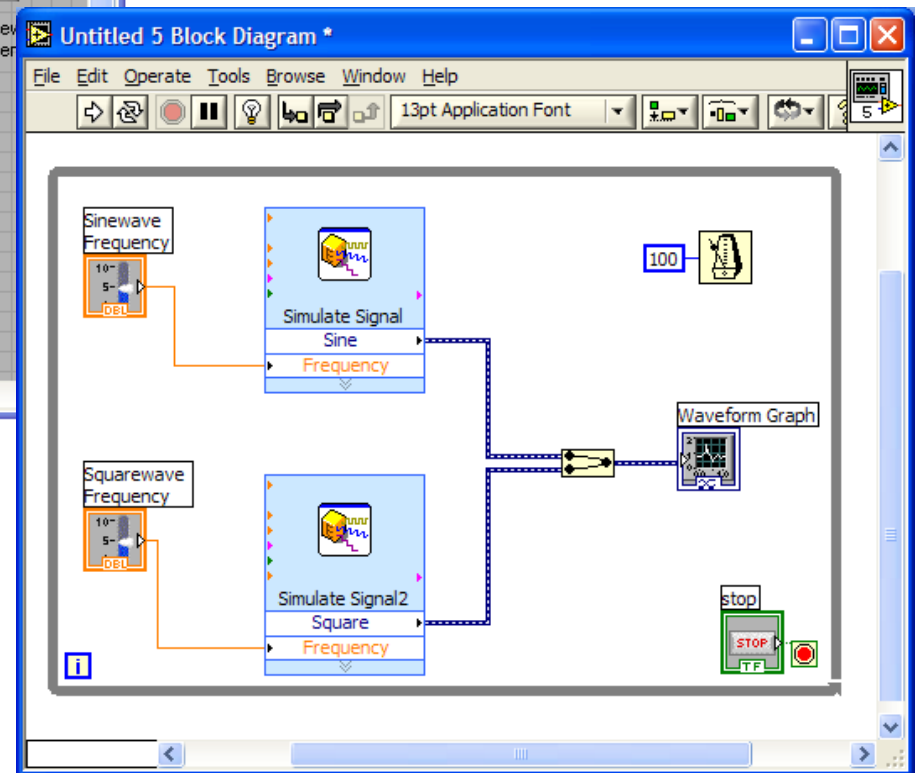 Untitled 5 Block Diagram *
File Edit Operate Tools Browse Window Help
13pt Application Font
5
Sinewave
Frequency
10
5
DBL
Simulate Signal
Sine
Frequency
100
Waveform Graph
Squarewave
Frequency
10
5
DBL
Simulate Signal2
Square
Frequency
stop
STOP
TF
i